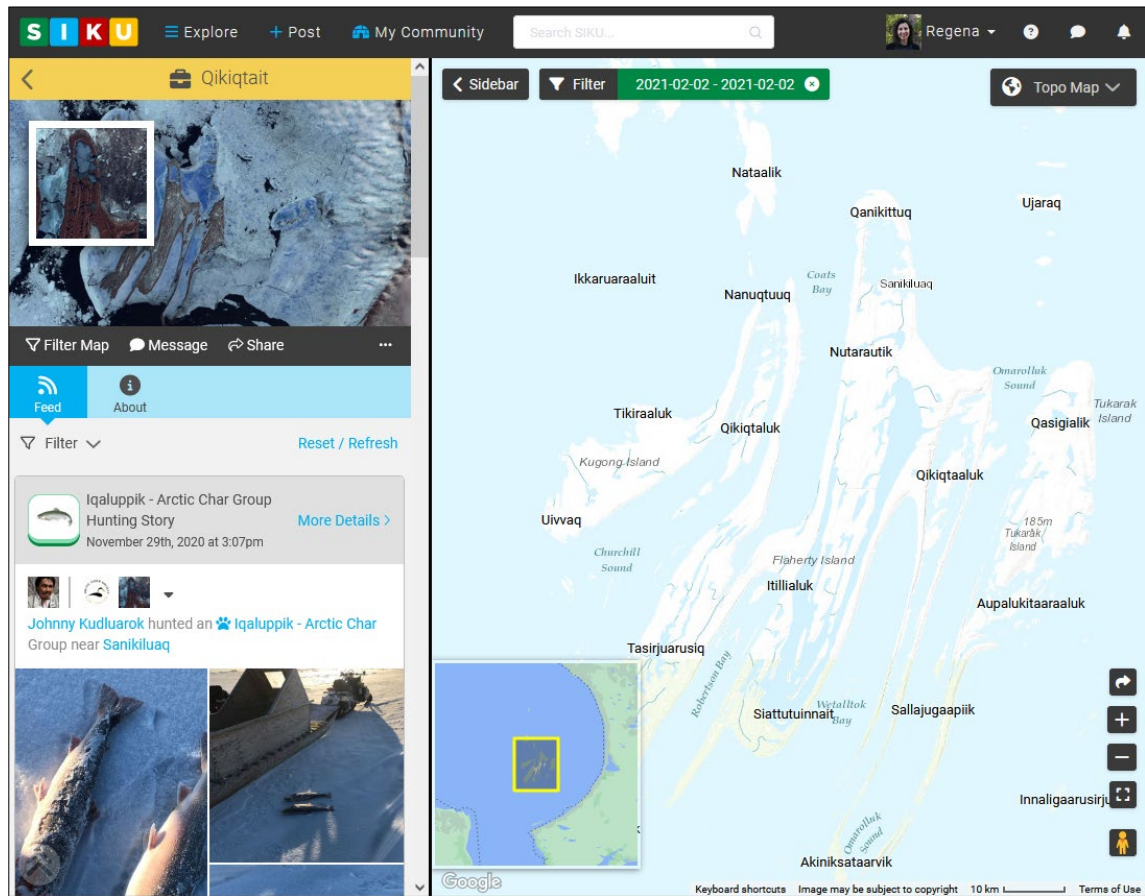 SIKU
Explore
Post
My Community
Search SIKU...
Regena
Qikiqtait
Filter Map
Message
Share
Feed
About
Filter
Reset / Refresh
Iqaluppik - Arctic Char Group
Hunting Story
More Details
November 29th, 2020 at 3:07pm
Johnny Kudluarok hunted an Iqaluppik - Arctic Char
Group near Sanikiluaq
Sidebar
Filter
2021-02-02 - 2021-02-02
Topo Map
Nataalik
Ujaraq
Qanikittuq
Ikkaruaraaluit
Coats
Bay
Sanikiluaq
Nanuqtuuq
Nutarautik
Omarolluk
Sound
Tukarak
Island
Tikiraaluk
Qikiqtaluk
Qasigialik
Kugong Island
Qikiqtaaluk
Uivvaq
185m
Tukarak
Island
Churchill
Sound
Flaherty Island
Itillialuk
Aupalukitaaraaluk
Tasirjuarusiq
Robertson Bay
Siattutuinnait
Wetalltok
Bay
Sallajugaapiik
Innaligaarusirju
Omarolluk
Sound
Akiniksataarvik
Google
Keyboard shortcuts
Image may be subject to copyright
10 km
Terms of Use